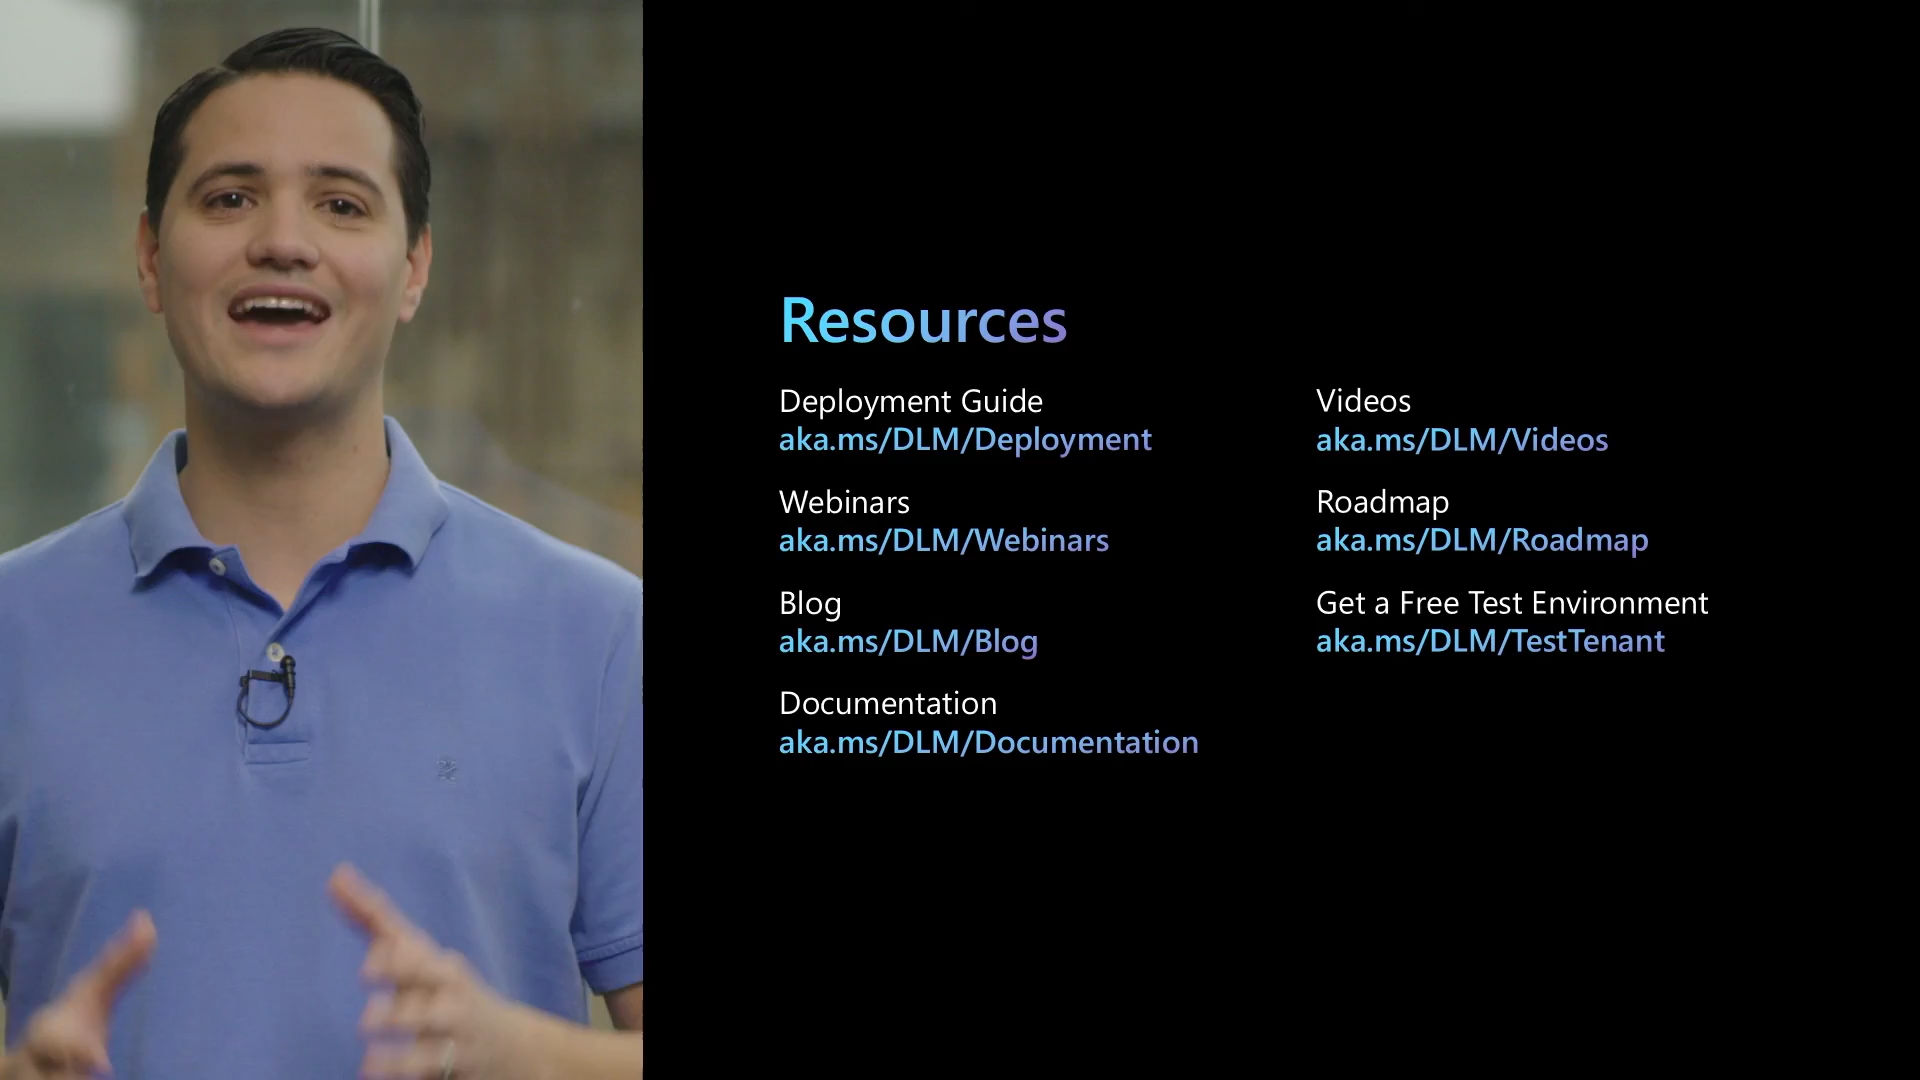 Resources
Deployment Guide
aka.ms/DLM/Deployment
Webinars
aka.ms/DLM/Webinars
Blog
aka.ms/DLM/Blog
Documentation
aka.ms/DLM/Documentation
Videos
aka.ms/DLM/Videos
Roadmap
aka.ms/DLM/Roadmap
Get a Free Test Environment
aka.ms/DLM/TestTenant